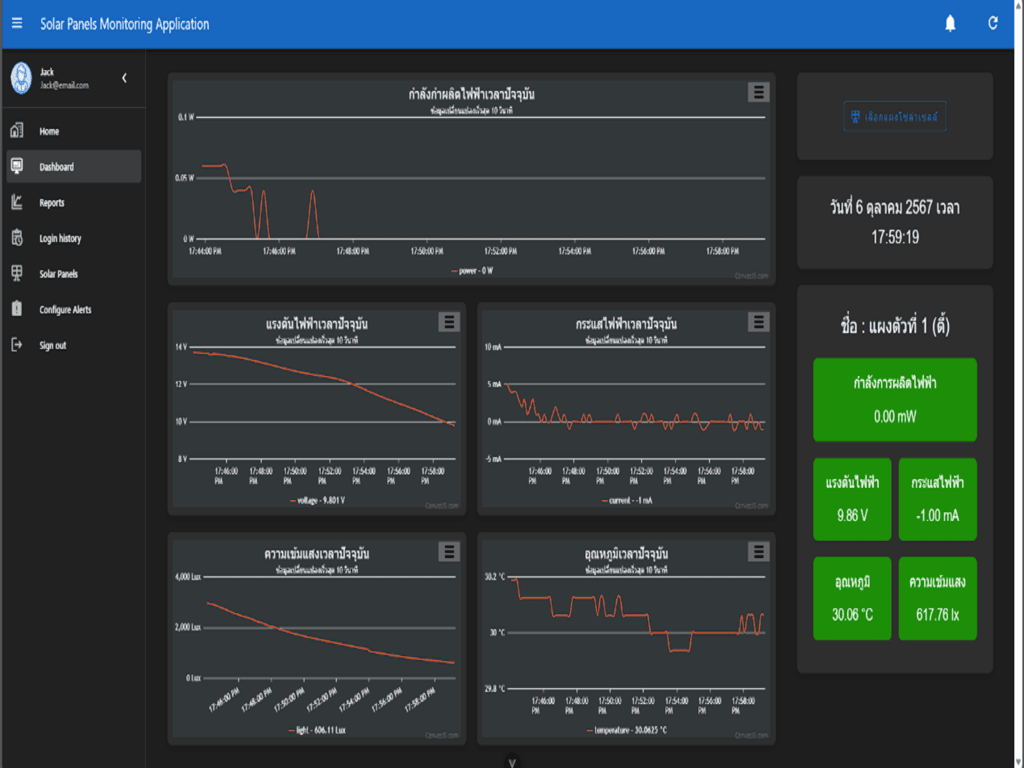 Solar Panels Monitoring Application
Jack
Jack@email.com
Home
Dashboard
Reports
Login history
Solar Panels
Configure Alerts
Sign out
กำลังกำผลิตไฟฟ้าเวลาปัจจุบัน
ข้อมูลเปลี่ยนแปลงเร็วสุด 10 วินาที
0.1 W
0.05 W
0 W
17:44:00 PM 17:46:00 PM 17:48:00 PM 17:50:00 PM 17:52:00 PM 17:54:00 PM 17:56:00 PM 17:58:00 PM
power - 0 W
CanvasJS.com
แรงดันไฟฟ้าเวลาปัจจุบัน
ข้อมูลเปลี่ยนแปลงเร็วสุด 10 วินาที
14 V
12 V
10 V
8 V
17:46:00 PM 17:48:00 PM 17:50:00 PM 17:52:00 PM 17:54:00 PM 17:56:00 PM 17:58:00 PM
voltage - 9.801 V
CanvasJS.com
กระแสไฟฟ้าเวลาปัจจุบัน
ข้อมูลเปลี่ยนแปลงเร็วสุด 10 วินาที
10 mA
5 mA
0 mA
-5 mA
17:46:00 PM 17:48:00 PM 17:50:00 PM 17:52:00 PM 17:54:00 PM 17:56:00 PM 17:58:00 PM
current - -1 mA
CanvasJS.com
ความเข้มแสงเวลาปัจจุบัน
ข้อมูลเปลี่ยนแปลงเร็วสุด 10 วินาที
4,000 Lux
2,000 Lux
0 Lux
17:46:00 PM 17:48:00 PM 17:50:00 PM 17:52:00 PM 17:54:00 PM 17:56:00 PM 17:58:00 PM
light - 606.11 Lux
CanvasJS.com
อุณหภูมิเวลาปัจจุบัน
ข้อมูลเปลี่ยนแปลงเร็วสุด 10 วินาที
30.2 °C
30 °C
29.8 °C
17:46:00 PM 17:48:00 PM 17:50:00 PM 17:52:00 PM 17:54:00 PM 17:56:00 PM 17:58:00 PM
temperature - 30.0625 °C
CanvasJS.com
เลือกแผงโซล่าเซลล์
วันที่ 6 ตุลาคม 2567 เวลา
17:59:19
ชื่อ : แผงตัวที่ 1 (ตี้)
กำลังการผลิตไฟฟ้า
0.00 mW
แรงดันไฟฟ้า
9.86 V
กระแสไฟฟ้า
-1.00 mA
อุณหภูมิ
30.06 °C
ความเข้มแสง
617.76 lx